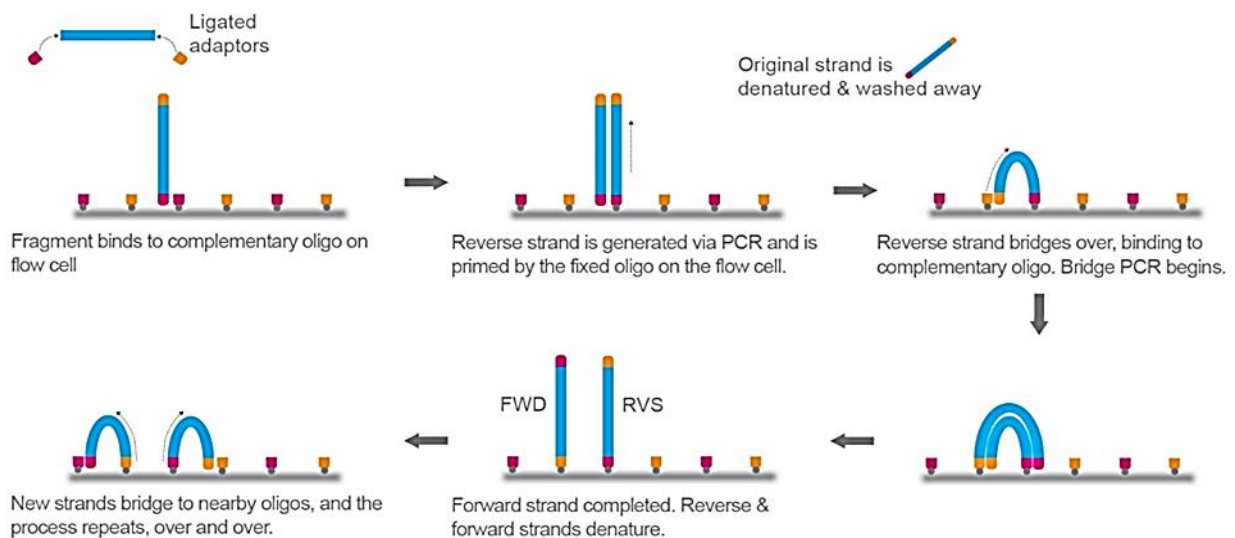 Ligated
adaptors
Original strand is
denatured & washed away
Fragment binds to complementary oligo on
flow cell
Reverse strand is generated via PCR and is
primed by the fixed oligo on the flow cell.
Reverse strand bridges over, binding to
complementary oligo. Bridge PCR begins.
New strands bridge to nearby oligos, and the
process repeats, over and over.
FWD
RVS
Forward strand completed. Reverse &
forward strands denature.